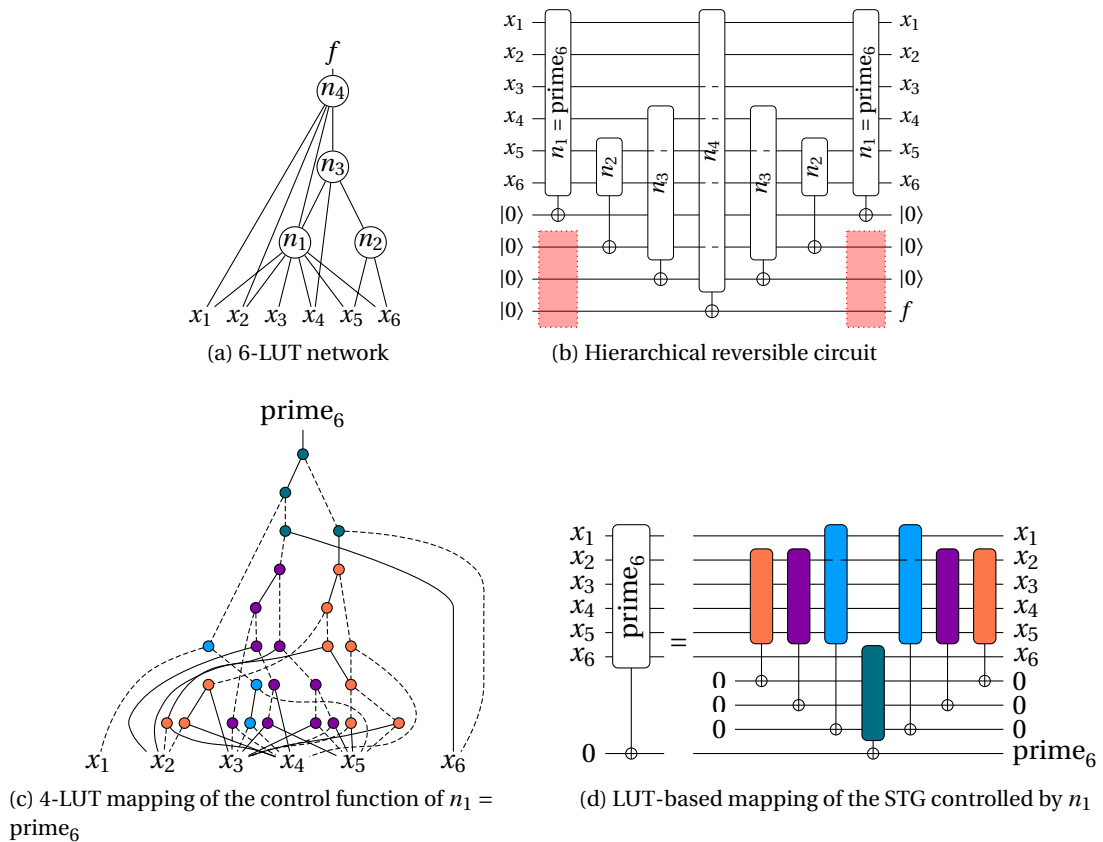 f
n₄
n₃
n₁ n₂
x₁ x₂ x₃ x₄ x₅ x₆
(a) 6-LUT network
x₁ x₁
x₂ x₂
x₃ x₃
x₄ x₄
x₅ x₅
x₆ x₆
|0⟩ |0⟩
|0⟩ |0⟩
|0⟩ |0⟩
|0⟩ f
n₁ = prime₆ n₂ n₃ n₄ n₃ n₂ n₁ = prime₆
(b) Hierarchical reversible circuit
prime₆
x₁ x₂ x₃ x₄ x₅ x₆
(c) 4-LUT mapping of the control function of n₁ =
prime₆
x₁ x₁
x₂ x₂
x₃ x₃
x₄ x₄
x₅ x₅
x₆ x₆
prime₆ =
0 0
0 0
0 0
0 prime₆
(d) LUT-based mapping of the STG controlled by n₁